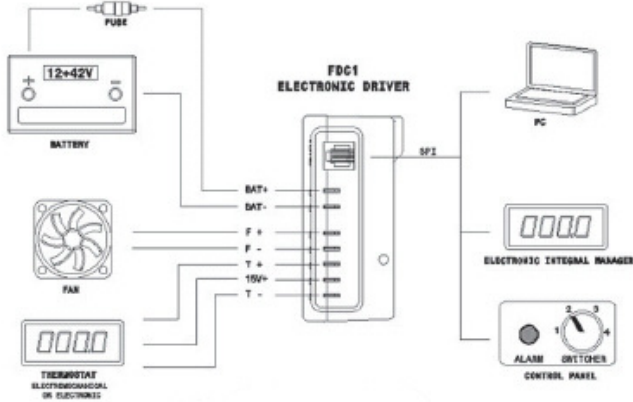 FUSE
12÷42V
+
-
BATTERY
FDC1
ELECTRONIC DRIVER
PC
SPI
BAT+
BAT-
F +
F -
T +
15V+
T -
FAN
000.0
ELECTRONIC INTEGRAL MANAGER
000.0
THERMOSTAT
ELECTROMECHANICAL
OR ELECTRONIC
1
2
3
4
ALARM
SWITCHER
CONTROL PANEL